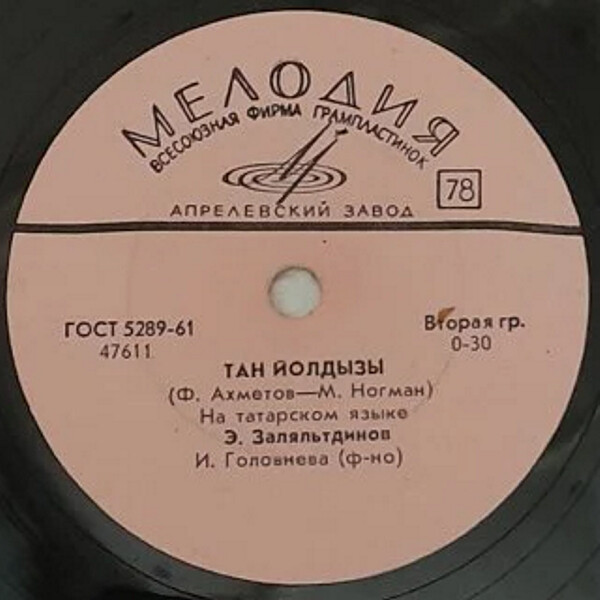 МЕЛОДИЯ
ВСЕСОЮЗНАЯ ФИРМА ГРАМПЛАСТИНОК
78
АПРЕЛЕВСКИЙ ЗАВОД
ГОСТ 5289-61
47611
Вторая гр.
0-30
ТАН ЙОЛДЫЗЫ
(Ф. Ахметов—М. Ногман)
На татарском языке
Э. Заляльтдинов
И. Головнева (ф-но)